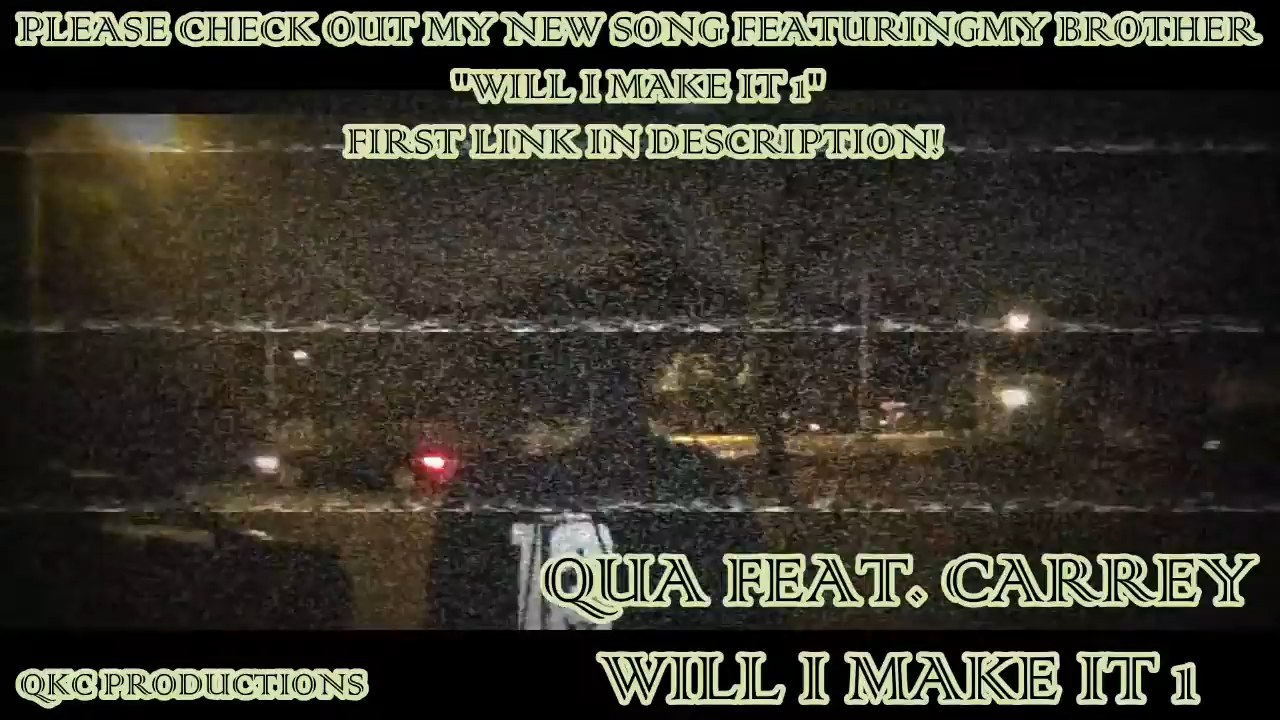 PLEASE CHECK OUT MY NEW SONG FEATURINGMY BROTHER
"WILL I MAKE IT 1"
FIRST LINK IN DESCRIPTION!
QUA FEAT. CARREY
WILL I MAKE IT 1
QKC PRODUCTIONS